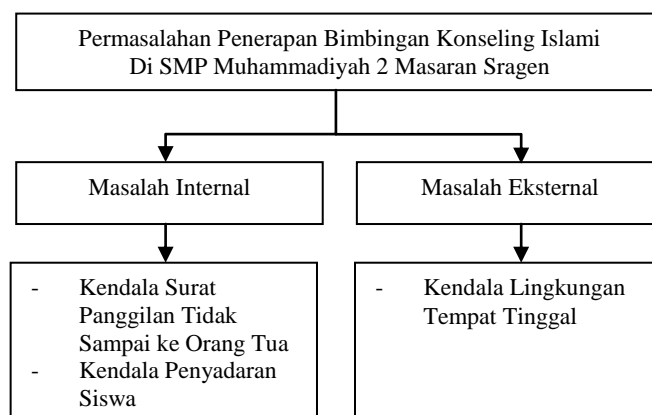 Permasalahan Penerapan Bimbingan Konseling Islami
Di SMP Muhammadiyah 2 Masaran Sragen
Masalah Internal
Masalah Eksternal
- Kendala Surat
Panggilan Tidak
Sampai ke Orang Tua
- Kendala Penyadaran
Siswa
- Kendala Lingkungan
Tempat Tinggal